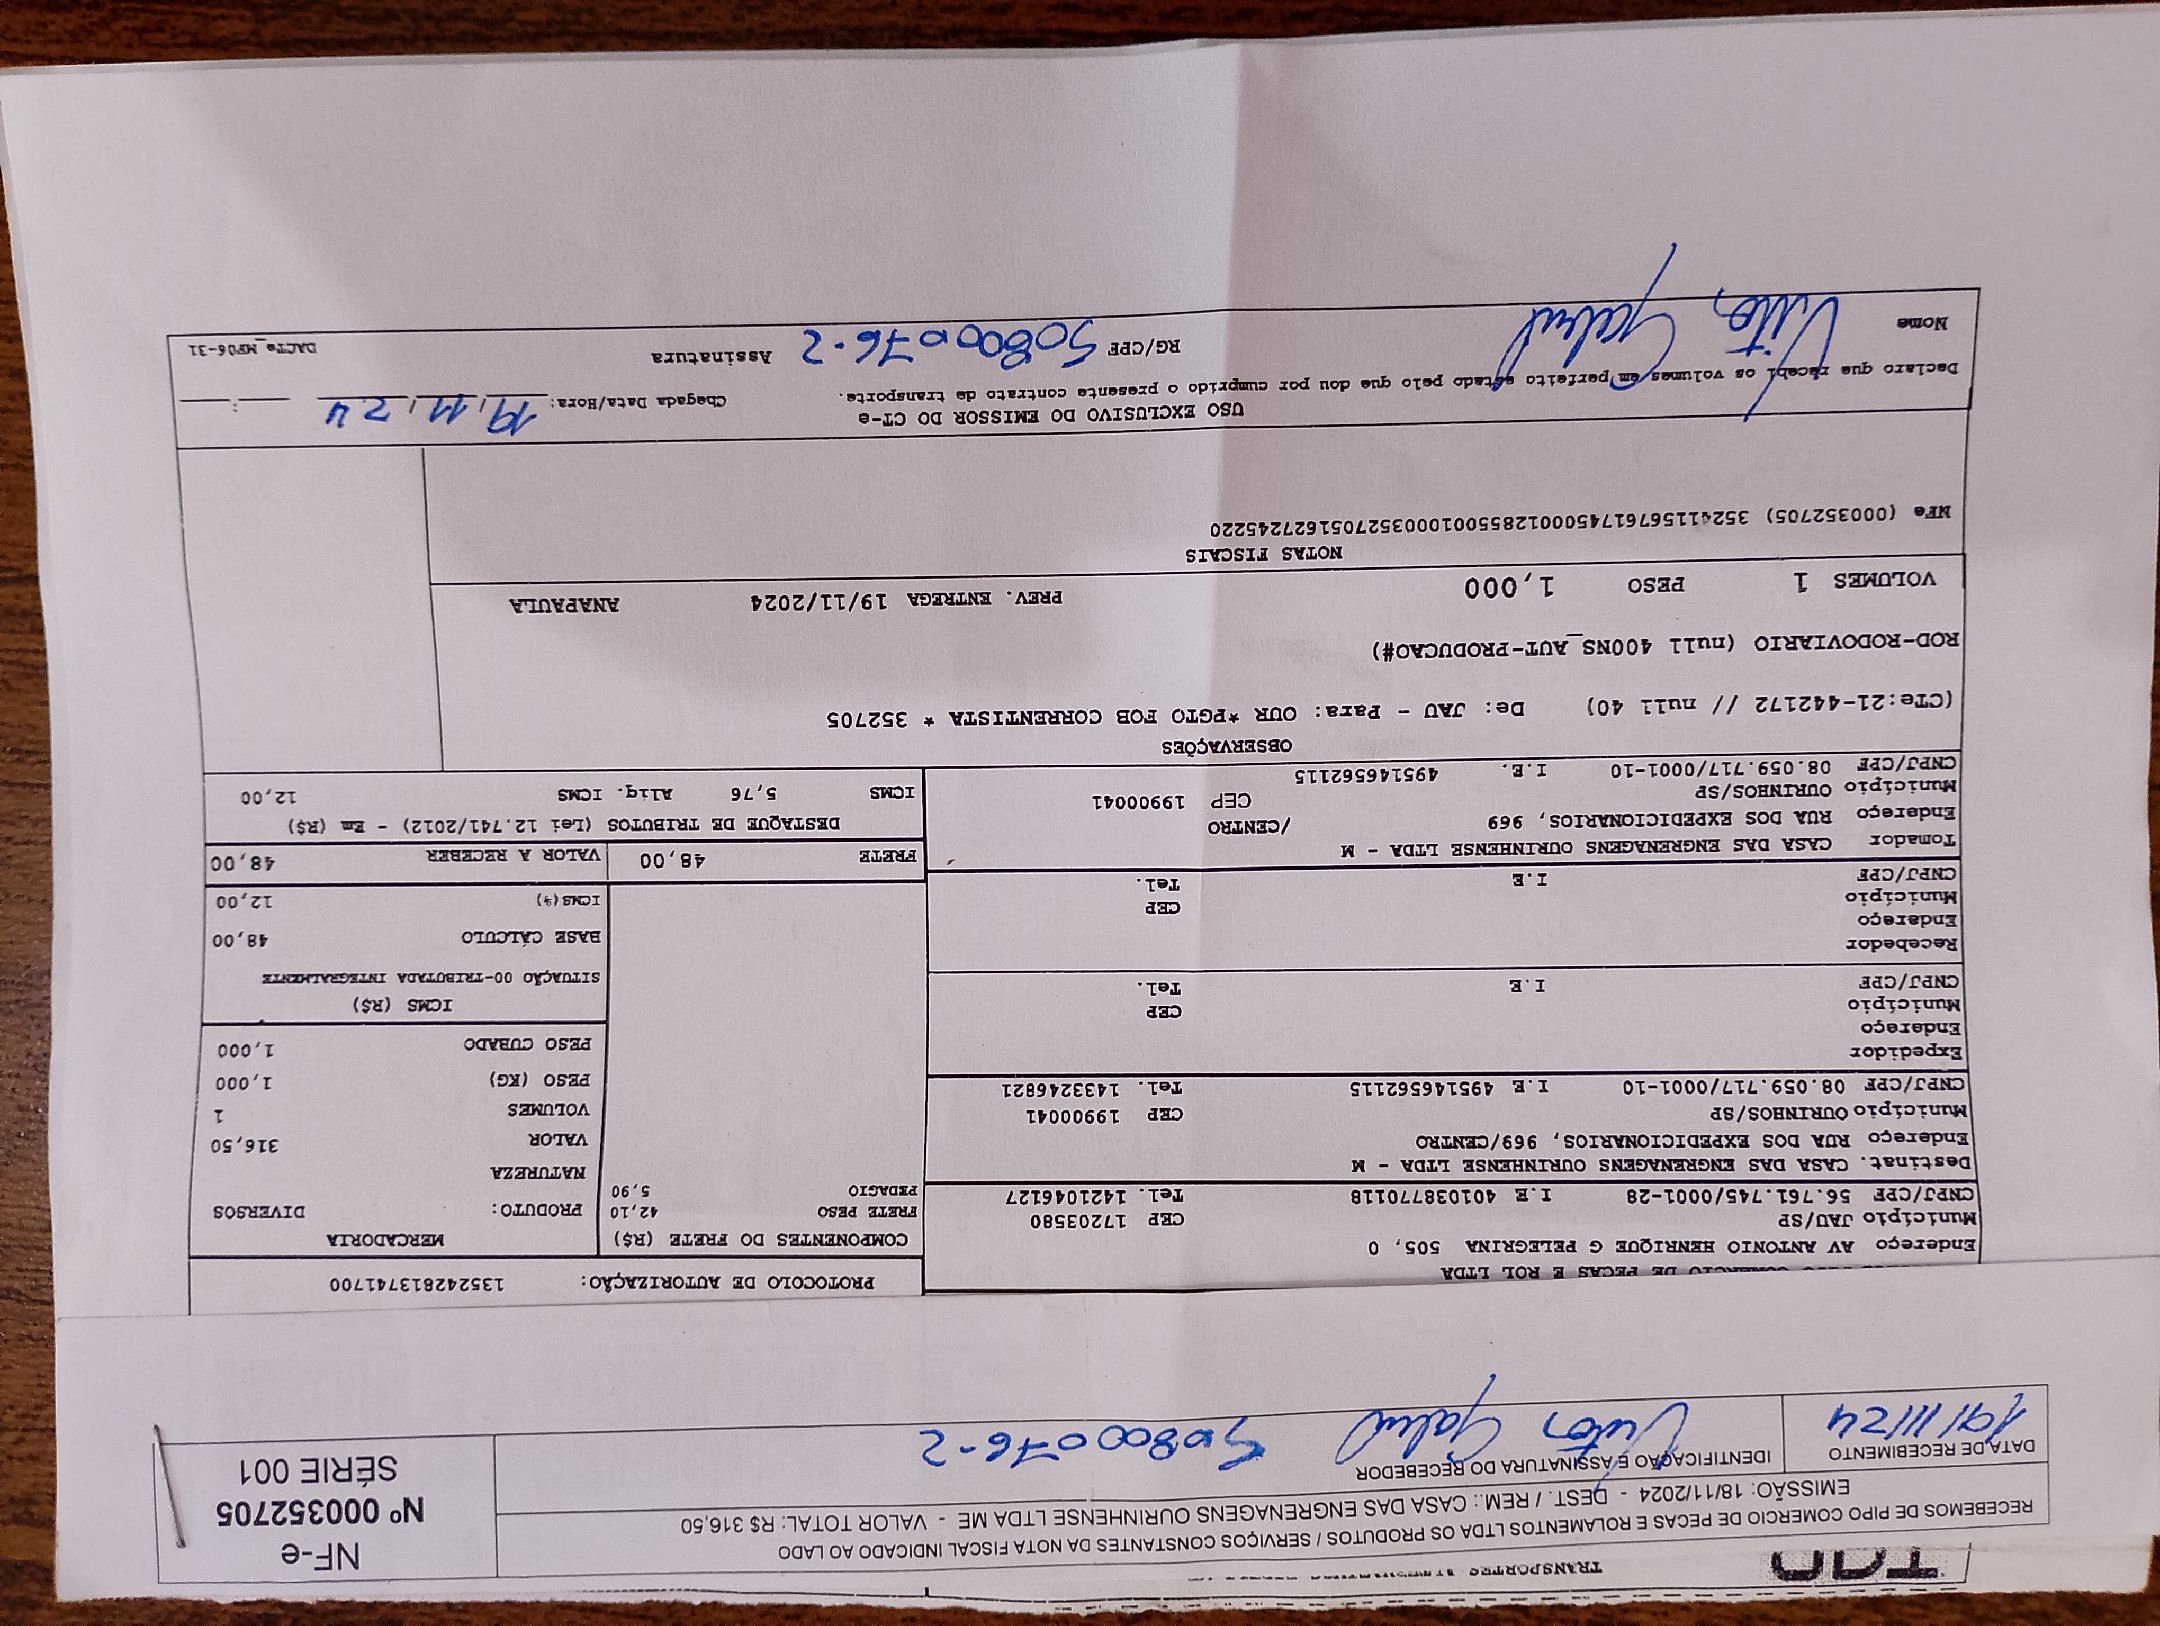 RECEBEMOS DE PIPO COMERCIO DE PECAS E ROLAMENTOS LTDA OS PRODUTOS / SERVIÇOS CONSTANTES DA NOTA FISCAL INDICADO AO LADO
EMISSÃO: 18/11/2024 - DEST. / REM.: CASA DAS ENGRENAGENS OURINHENSE LTDA ME - VALOR TOTAL: R$ 316,50
DATA DE RECEBIMENTO
19/11/24
IDENTIFICAÇÃO E ASSINATURA DO RECEBEDOR
Vitor Gabriel 50800076-2
NF-e
Nº 000352705
SÉRIE 001
COMERCIO DE PECAS E ROL LTDA
Endereço AV ANTONIO HENRIQUE G PELEGRINA 505, 0
Município JAU/SP CEP 17203580
CNPJ/CPF 56.761.745/0001-28 I.E 401038770118 Tel. 1421046127
Destinat. CASA DAS ENGRENAGENS OURINHENSE LTDA - M
Endereço RUA DOS EXPEDICIONARIOS, 969/CENTRO
Município OURINHOS/SP CEP 19900041
CNPJ/CPF 08.059.717/0001-10 I.E 495146562115 Tel. 1433246821
Expedidor
Endereço
Município CEP
CNPJ/CPF I.E Tel.
Recebedor
Endereço
Município CEP
CNPJ/CPF I.E Tel.
Tomador CASA DAS ENGRENAGENS OURINHENSE LTDA - M
Endereço RUA DOS EXPEDICIONARIOS, 969 /CENTRO
Município OURINHOS/SP CEP 19900041
CNPJ/CPF 08.059.717/0001-10 I.E. 495146562115
PROTOCOLO DE AUTORIZAÇÃO: 135242813741700
COMPONENTES DO FRETE (R$)
FRETE PESO 42,10
PEDAGIO 5,90
MERCADORIA
PRODUTO: DIVERSOS
NATUREZA
VALOR 316,50
VOLUMES 1
PESO (KG) 1,000
PESO CUBADO 1,000
ICMS (R$)
SITUAÇÃO 00-TRIBUTADA INTEGRALMENTE
BASE CÁLCULO 48,00
ICMS(%) 12,00
FRETE 48,00 VALOR A RECEBER 48,00
DESTAQUE DE TRIBUTOS (Lei 12.741/2012) - Em (R$)
ICMS 5,76 Aliq. ICMS 12,00
OBSERVAÇÕES
(CTe:21-442172 // null 40) De: JAU - Para: OUR *PGTO FOB CORRENTISTA * 352705
ROD-RODOVIARIO (null 400NS_AUT-PRODUCAO#)
VOLUMES 1 PESO 1,000 PREV. ENTREGA 19/11/2024 ANAPAULA
NOTAS FISCAIS
NFe (000352705) 35241156761745000128550010003527051627245220
USO EXCLUSIVO DO EMISSOR DO CT-e
Declaro que recebi os volumes em perfeito estado pelo que dou por cumprido o presente contrato de transporte.
Chegada Data/Hora: 19/11/24 __:__
Nome Vitor Gabriel RG/CPF 50800076-2 Assinatura
DACTe_MP06-31